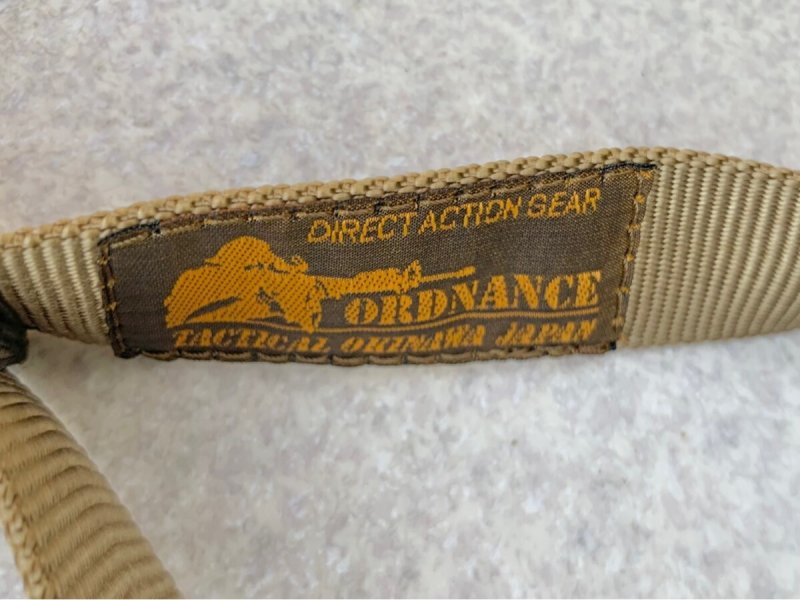 DIRECT ACTION GEAR
ORDNANCE
TACTICAL OKINAWA JAPAN